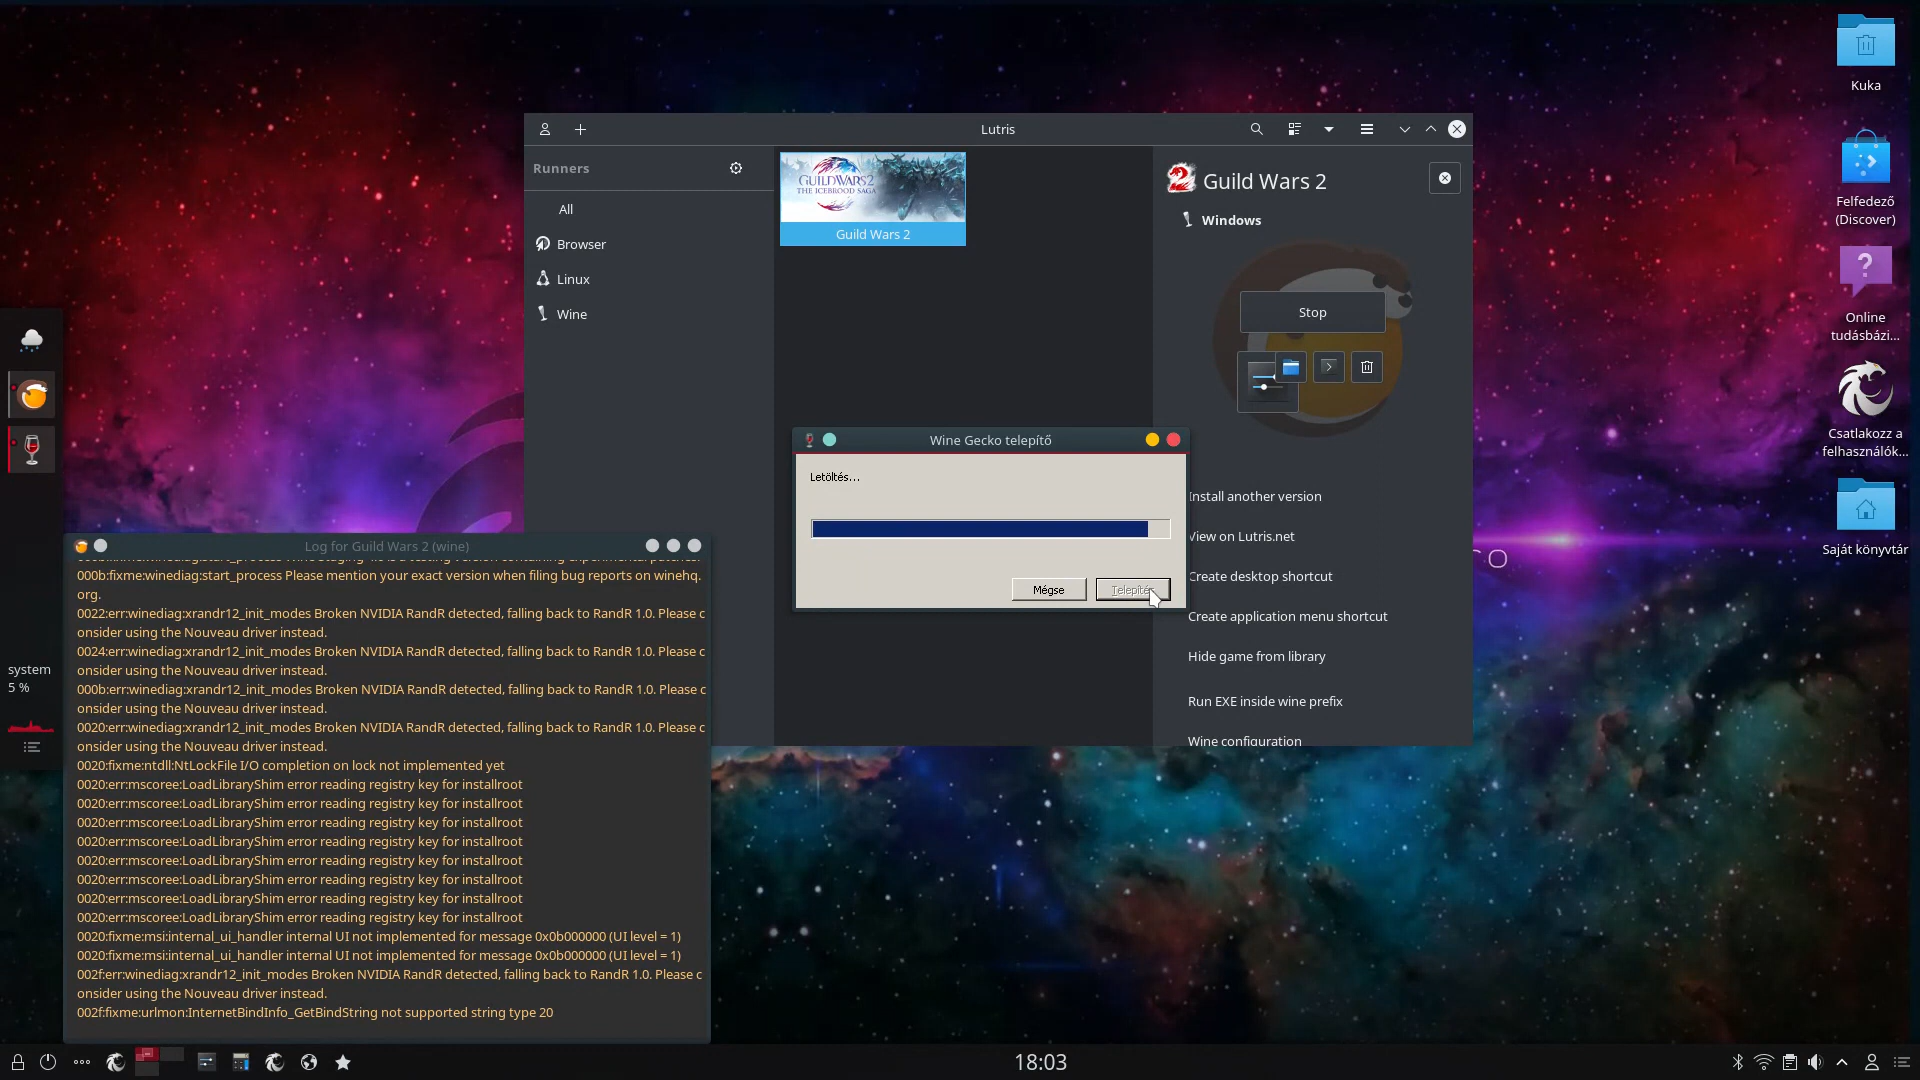 Kuka
Felfedező
(Discover)
Online
tudásbázi...
Csatlakozz a
felhasználók...
Saját könyvtár
Lutris
Runners
All
Browser
Linux
Wine
GUILD WARS 2
THE ICEBROOD SAGA
Guild Wars 2
Guild Wars 2
Windows
Stop
Install another version
View on Lutris.net
Create desktop shortcut
Create application menu shortcut
Hide game from library
Run EXE inside wine prefix
Wine configuration
Wine Gecko telepítő
Letöltés...
Mégse
Telepítés
system
5 %
Log for Guild Wars 2 (wine)
000b:fixme:winediag:start_process Please mention your exact version when filing bug reports on winehq.
org.
0022:err:winediag:xrandr12_init_modes Broken NVIDIA RandR detected, falling back to RandR 1.0. Please c
onsider using the Nouveau driver instead.
0024:err:winediag:xrandr12_init_modes Broken NVIDIA RandR detected, falling back to RandR 1.0. Please c
onsider using the Nouveau driver instead.
000b:err:winediag:xrandr12_init_modes Broken NVIDIA RandR detected, falling back to RandR 1.0. Please c
onsider using the Nouveau driver instead.
0020:err:winediag:xrandr12_init_modes Broken NVIDIA RandR detected, falling back to RandR 1.0. Please c
onsider using the Nouveau driver instead.
0020:fixme:ntdll:NtLockFile I/O completion on lock not implemented yet
0020:err:mscoree:LoadLibraryShim error reading registry key for installroot
0020:err:mscoree:LoadLibraryShim error reading registry key for installroot
0020:err:mscoree:LoadLibraryShim error reading registry key for installroot
0020:err:mscoree:LoadLibraryShim error reading registry key for installroot
0020:err:mscoree:LoadLibraryShim error reading registry key for installroot
0020:err:mscoree:LoadLibraryShim error reading registry key for installroot
0020:err:mscoree:LoadLibraryShim error reading registry key for installroot
0020:err:mscoree:LoadLibraryShim error reading registry key for installroot
0020:fixme:msi:internal_ui_handler internal UI not implemented for message 0x0b000000 (UI level = 1)
0020:fixme:msi:internal_ui_handler internal UI not implemented for message 0x0b000000 (UI level = 1)
002f:err:winediag:xrandr12_init_modes Broken NVIDIA RandR detected, falling back to RandR 1.0. Please c
onsider using the Nouveau driver instead.
002f:fixme:urlmon:InternetBindInfo_GetBindString not supported string type 20
18:03